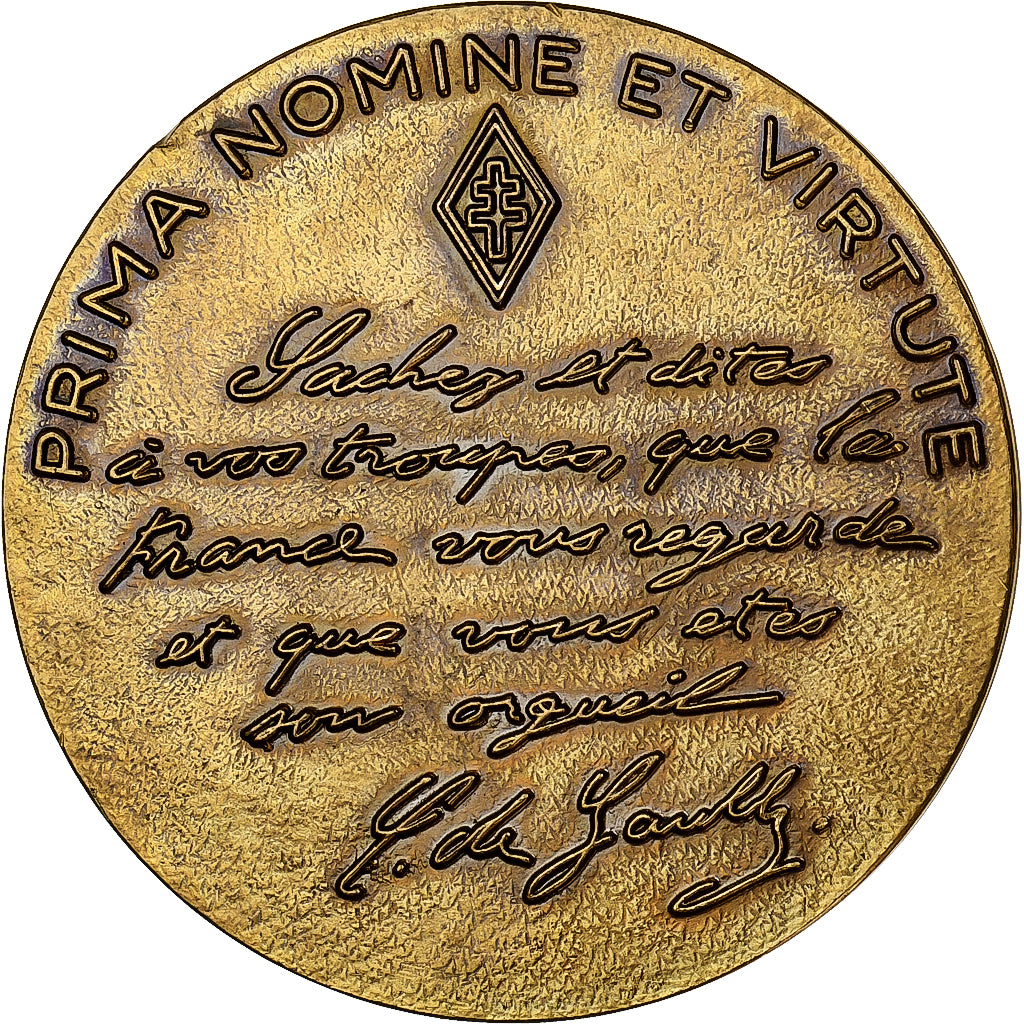 PRIMA NOMINE ET VIRTUTE
Sachez et dites
à vos troupes, que la
France vous regarde
et que vous etes
son orgueil
C. de Gaulle.